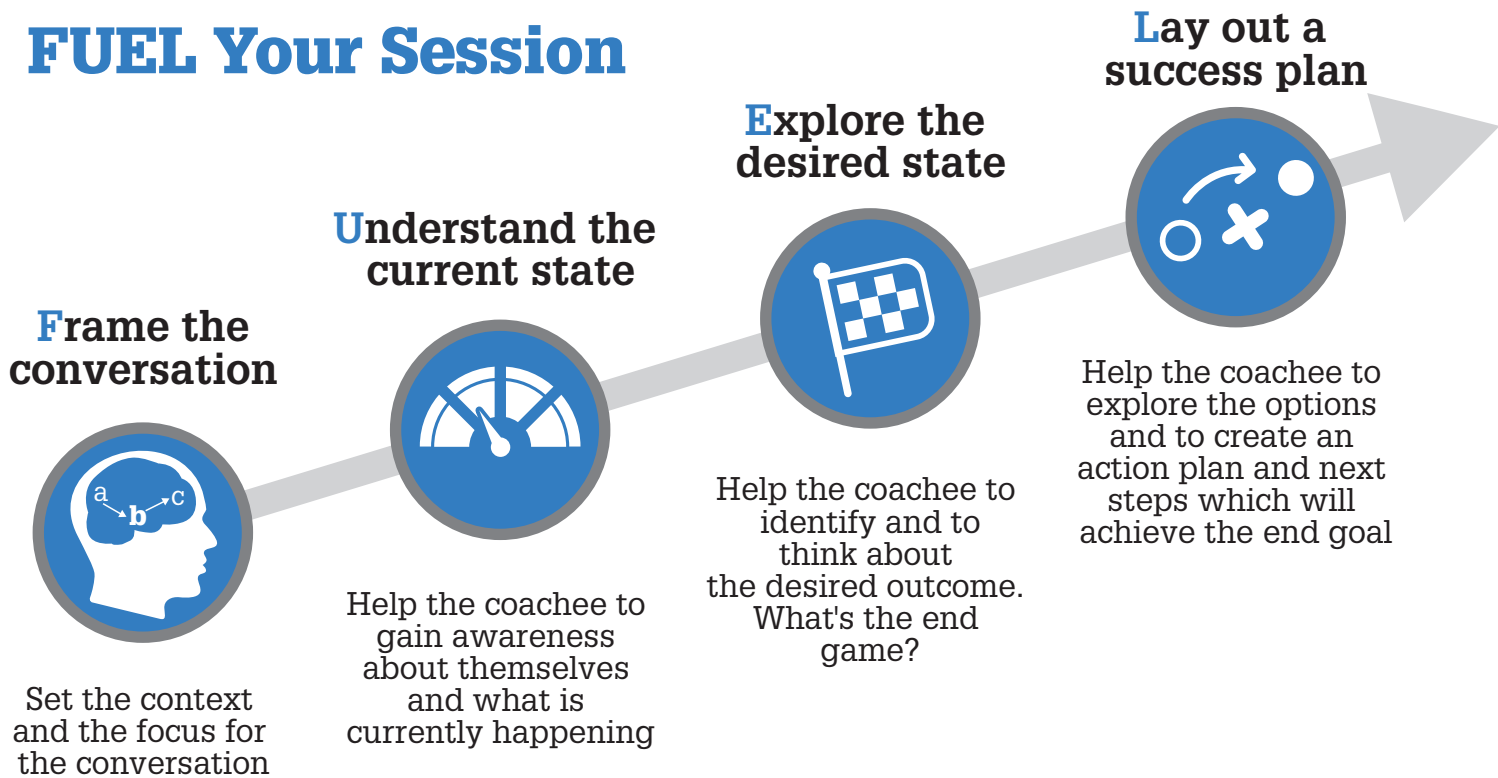 FUEL Your Session
Frame the
conversation
a
b
c
Set the context
and the focus for
the conversation
Understand the
current state
Help the coachee to
gain awareness
about themselves
and what is
currently happening
Explore the
desired state
Help the coachee to
identify and to
think about
the desired outcome.
What's the end
game?
Lay out a
success plan
Help the coachee to
explore the options
and to create an
action plan and next
steps which will
achieve the end goal